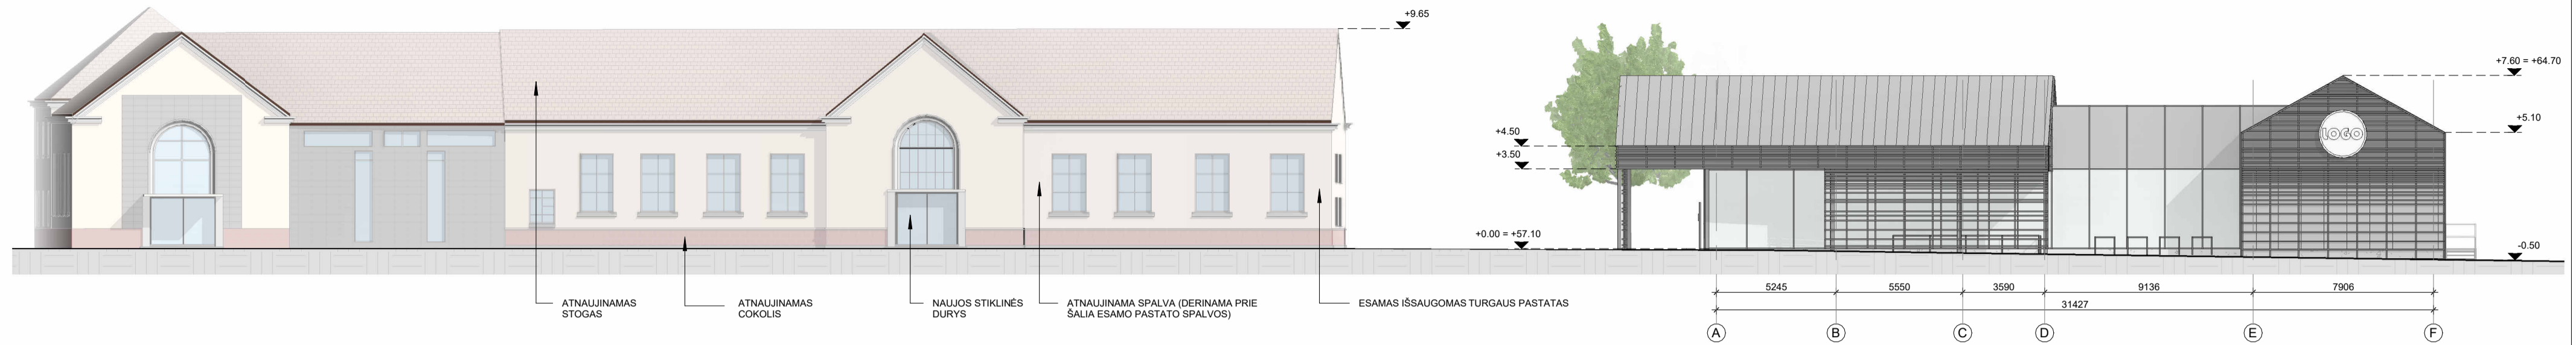 +9.65
+7.60 = +64.70
+5.10
LOGO
+4.50
+3.50
+0.00 = +57.10
-0.50
ATNAUJINAMAS
STOGAS
ATNAUJINAMAS
COKOLIS
NAUJOS STIKLINĖS
DURYS
ATNAUJINAMA SPALVA (DERINAMA PRIE
ŠALIA ESAMO PASTATO SPALVOS)
ESAMAS IŠSAUGOMAS TURGAUS PASTATAS
5245 5550 3590 9136 7906
31427
A B C D E F